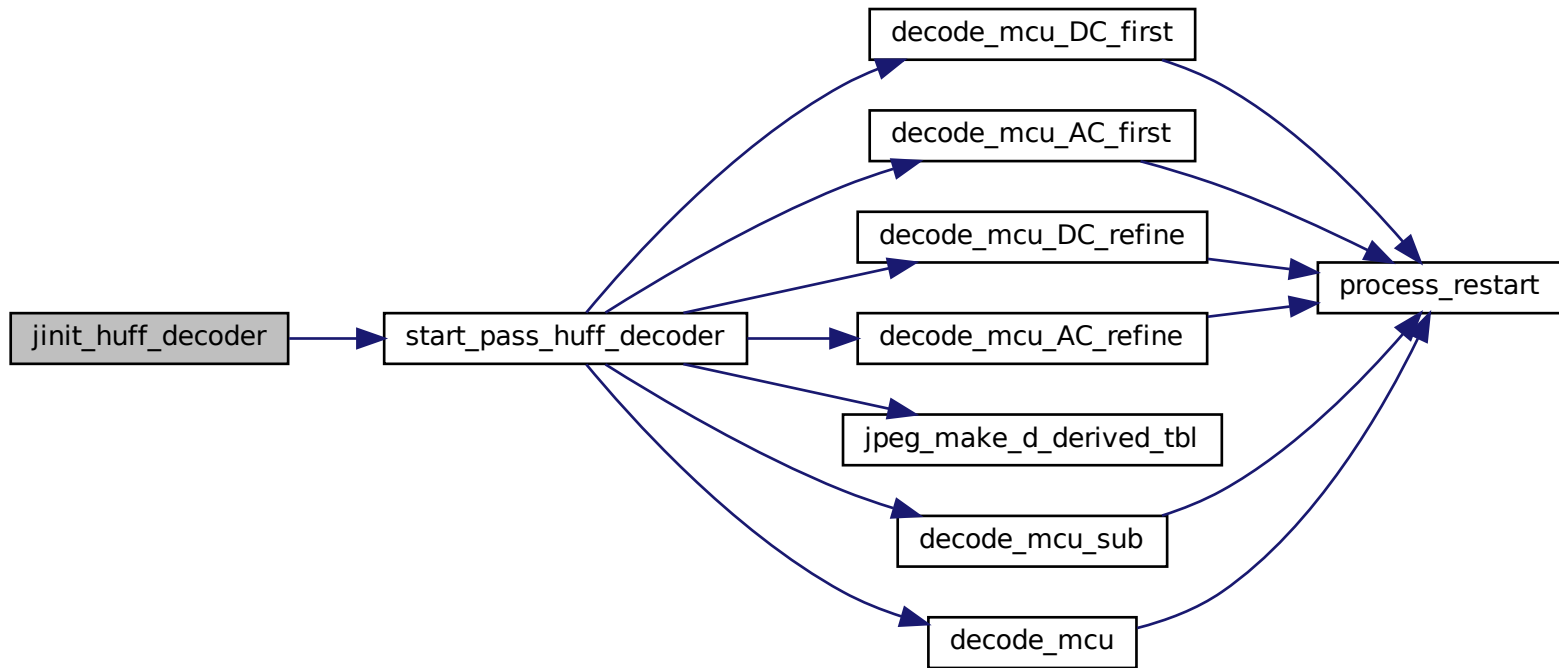 jinit_huff_decoder
start_pass_huff_decoder
decode_mcu_DC_first
decode_mcu_AC_first
decode_mcu_DC_refine
decode_mcu_AC_refine
jpeg_make_d_derived_tbl
decode_mcu_sub
decode_mcu
process_restart